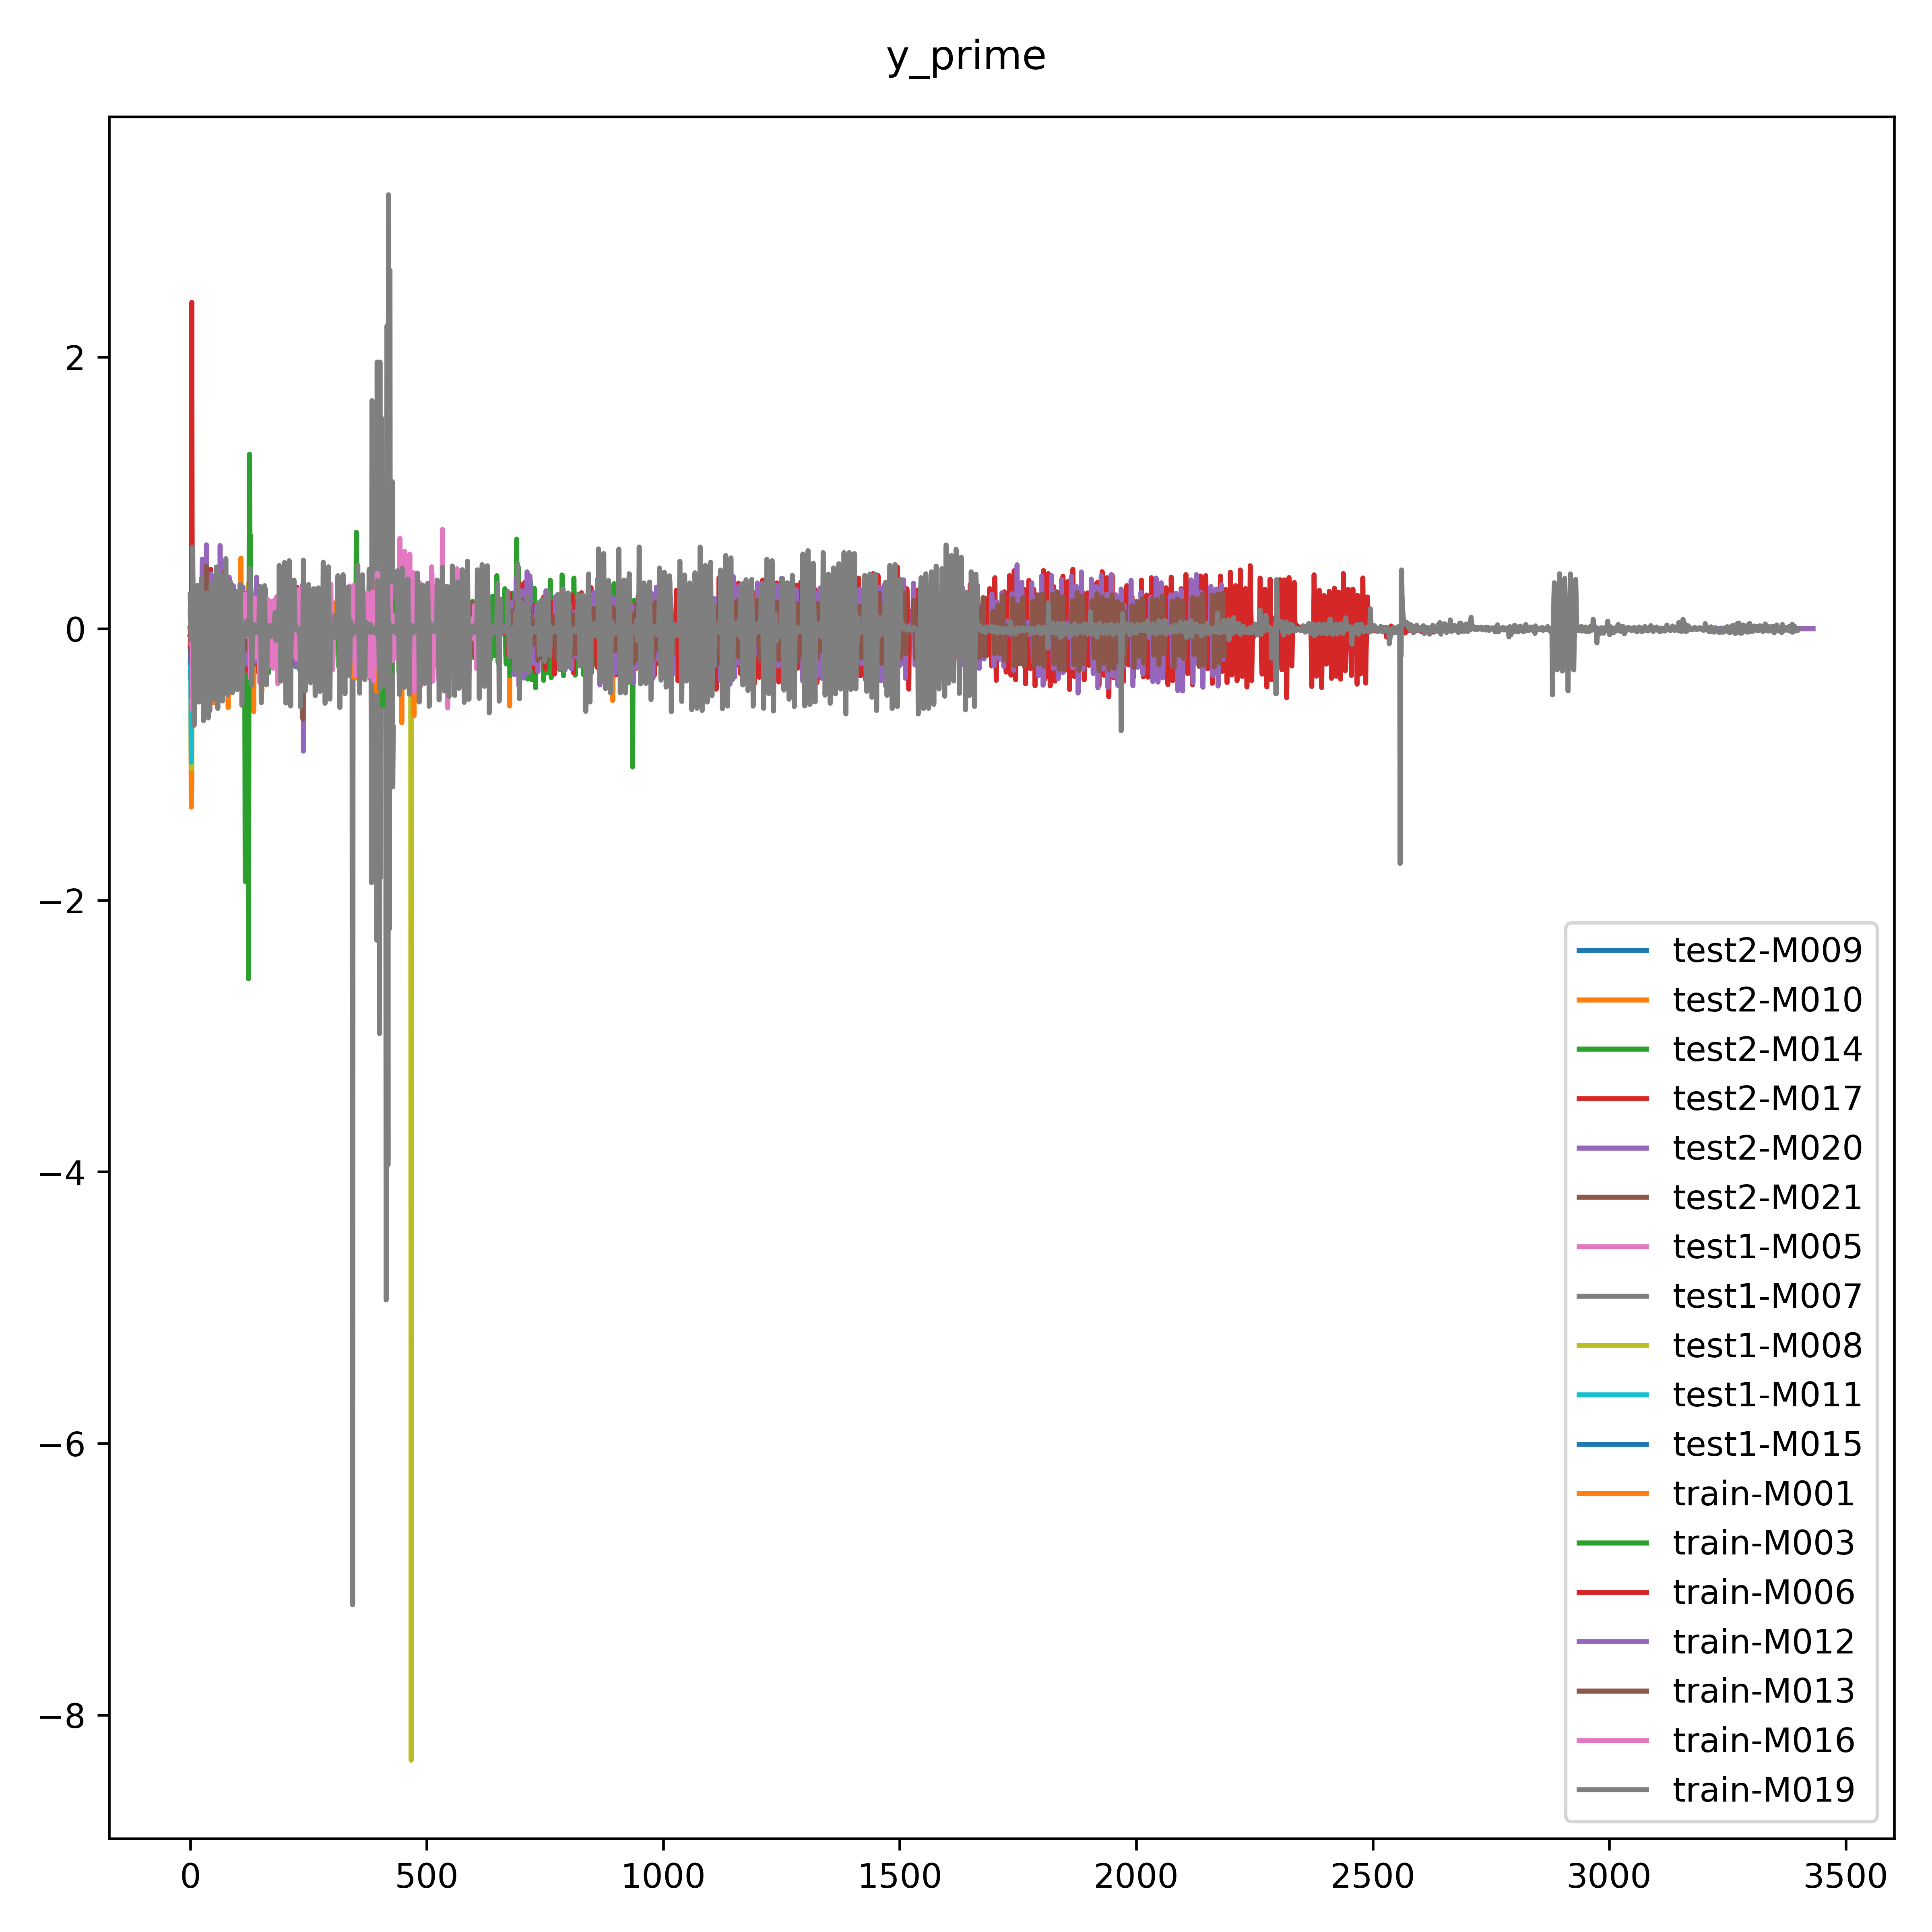 y_prime
2
0
−2
−4
−6
−8
0 500 1000 1500 2000 2500 3000 3500
test2-M009
test2-M010
test2-M014
test2-M017
test2-M020
test2-M021
test1-M005
test1-M007
test1-M008
test1-M011
test1-M015
train-M001
train-M003
train-M006
train-M012
train-M013
train-M016
train-M019